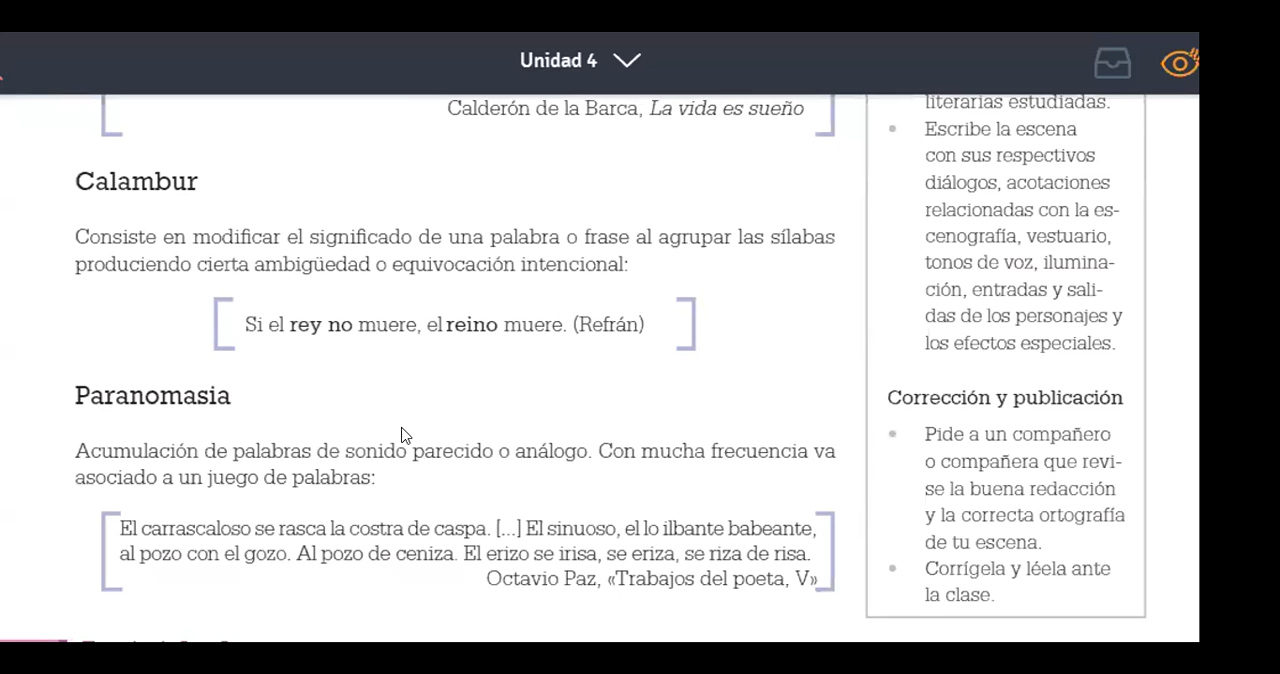 Unidad 4
Calderón de la Barca, La vida es sueño
Calambur
Consiste en modificar el significado de una palabra o frase al agrupar las sílabas
produciendo cierta ambigüedad o equivocación intencional:
Si el rey no muere, el reino muere. (Refrán)
Paranomasia
Acumulación de palabras de sonido parecido o análogo. Con mucha frecuencia va
asociado a un juego de palabras:
El carrascaloso se rasca la costra de caspa. [...] El sinuoso, el lo ilbante babeante,
al pozo con el gozo. Al pozo de ceniza. El erizo se irisa, se eriza, se riza de risa.
Octavio Paz, «Trabajos del poeta, V»
literarias estudiadas.
• Escribe la escena
con sus respectivos
diálogos, acotaciones
relacionadas con la es-
cenografía, vestuario,
tonos de voz, ilumina-
ción, entradas y sali-
das de los personajes y
los efectos especiales.
Corrección y publicación
• Pide a un compañero
o compañera que revi-
se la buena redacción
y la correcta ortografía
de tu escena.
• Corrígela y léela ante
la clase.